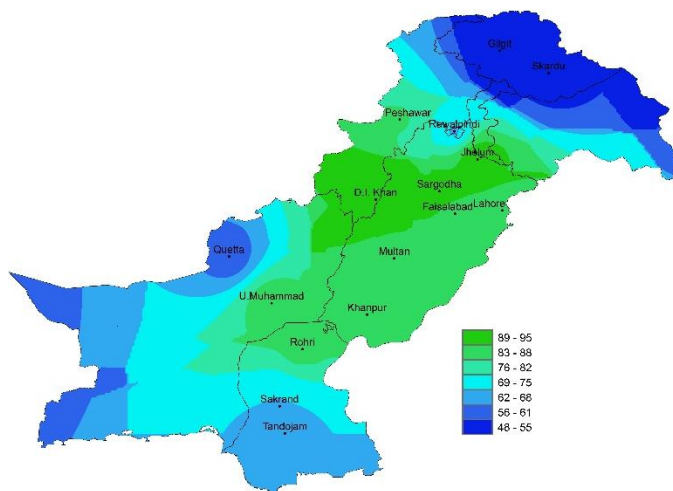 Gilgit
Skardu
Peshawar
Rawalpindi
Jhelum
D.I. Khan
Sargodha
Faisalabad
Lahore
Quetta
Multan
U.Muhammad
Khanpur
Rohri
Sakrand
Tandojam
89 - 95
83 - 88
76 - 82
69 - 75
62 - 68
56 - 61
48 - 55